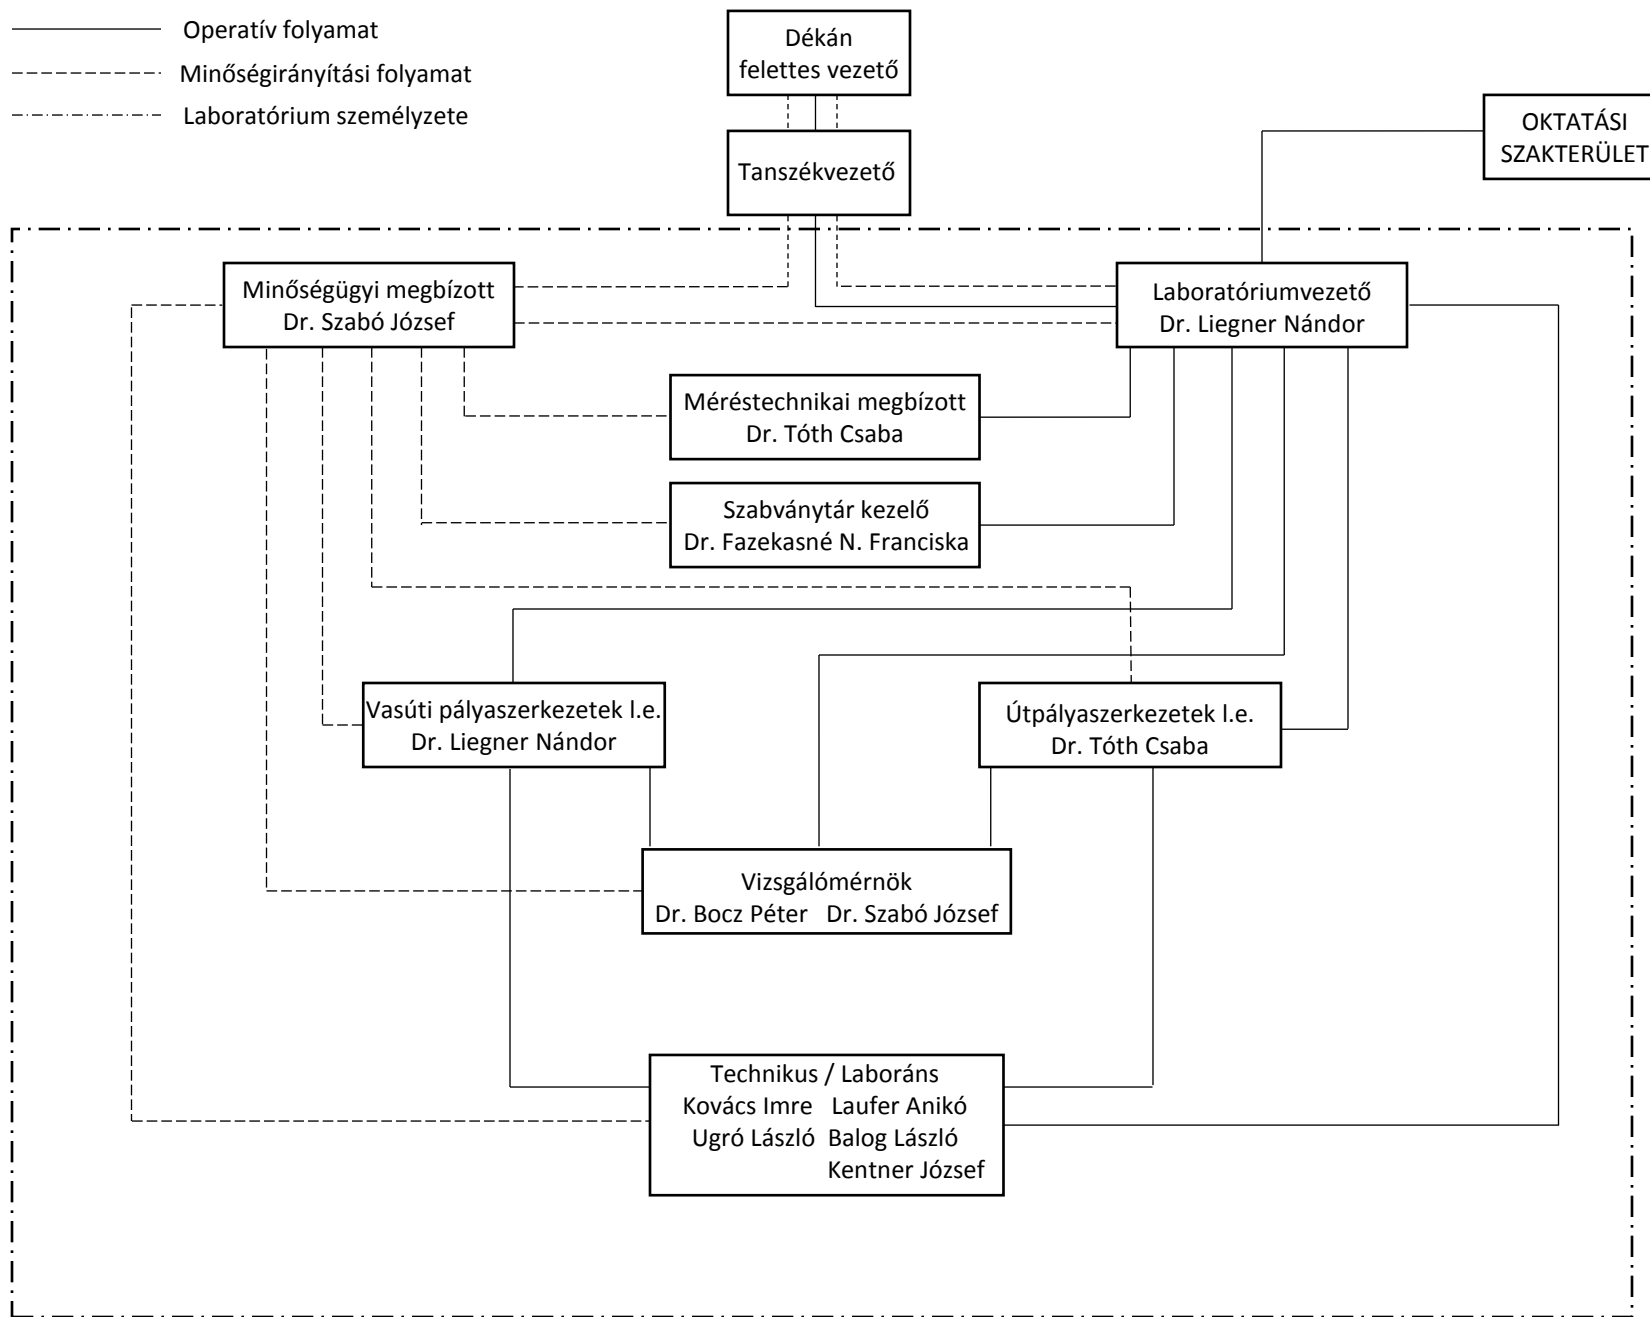 Operatív folyamat
Minőségirányítási folyamat
Laboratórium személyzete
Dékán
felettes vezető
Tanszékvezető
OKTATÁSI
SZAKTERÜLET
Minőségügyi megbízott
Dr. Szabó József
Laboratóriumvezető
Dr. Liegner Nándor
Méréstechnikai megbízott
Dr. Tóth Csaba
Szabványtár kezelő
Dr. Fazekasné N. Franciska
Vasúti pályaszerkezetek l.e.
Dr. Liegner Nándor
Útpályaszerkezetek l.e.
Dr. Tóth Csaba
Vizsgálómérnök
Dr. Bocz Péter Dr. Szabó József
Technikus / Laboráns
Kovács Imre Laufer Anikó
Ugró László Balog László
Kentner József